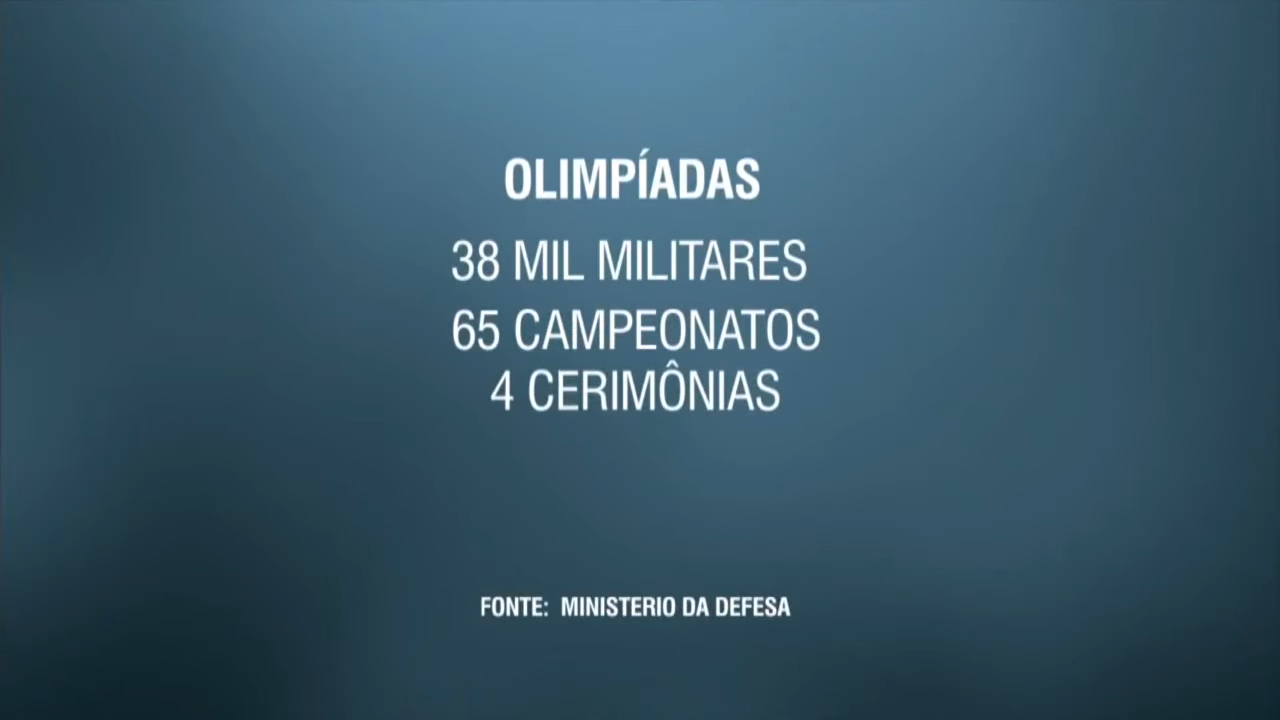 OLIMPÍADAS
38 MIL MILITARES
65 CAMPEONATOS
4 CERIMÔNIAS
FONTE: MINISTERIO DA DEFESA